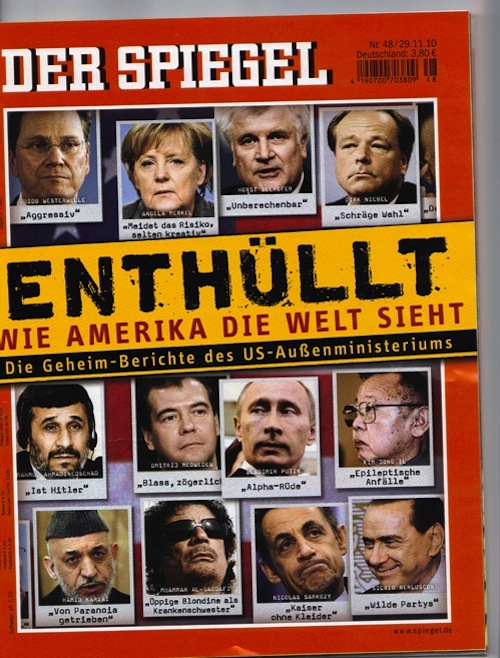 Nr. 48/29.11.10
Deutschland: 3,80 €
DER SPIEGEL
4 190700 703809 48
GUIDO WESTERWELLE
„Aggressiv“
ANGELA MERKEL
„Meidet das Risiko,
selten kreativ“
HORST SEEHOFER
„Unberechenbar“
DIRK NIEBEL
„Schräge Wahl“
ENTHÜLLT
WIE AMERIKA DIE WELT SIEHT
Die Geheim-Berichte des US-Außenministeriums
MAHMUD AHMADINEDSCHAD
„Ist Hitler“
DMITRIJ MEDWEDEW
„Blass, zögerlich
WLADIMIR PUTIN
„Alpha-Rüde“
KIM JONG IL
„Epileptische
Anfälle“
HAMID KARZAI
„Von Paranoia
getrieben“
MUAMMAR AL-GADDAFI
„Üppige Blondine als
Krankenschwester“
NICOLAS SARKOZY
„Kaiser
ohne Kleider“
SILVIO BERLUSCONI
„Wilde Partys“
www.spiegel.de